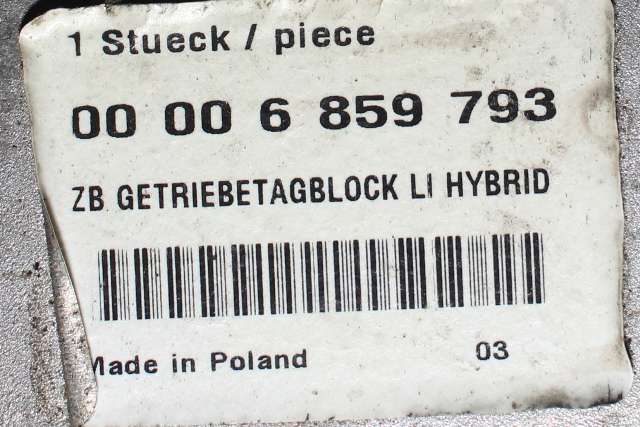 1 Stueck / piece
00 00 6 859 793
ZB GETRIEBETAGBLOCK LI HYBRID
Made in Poland 03